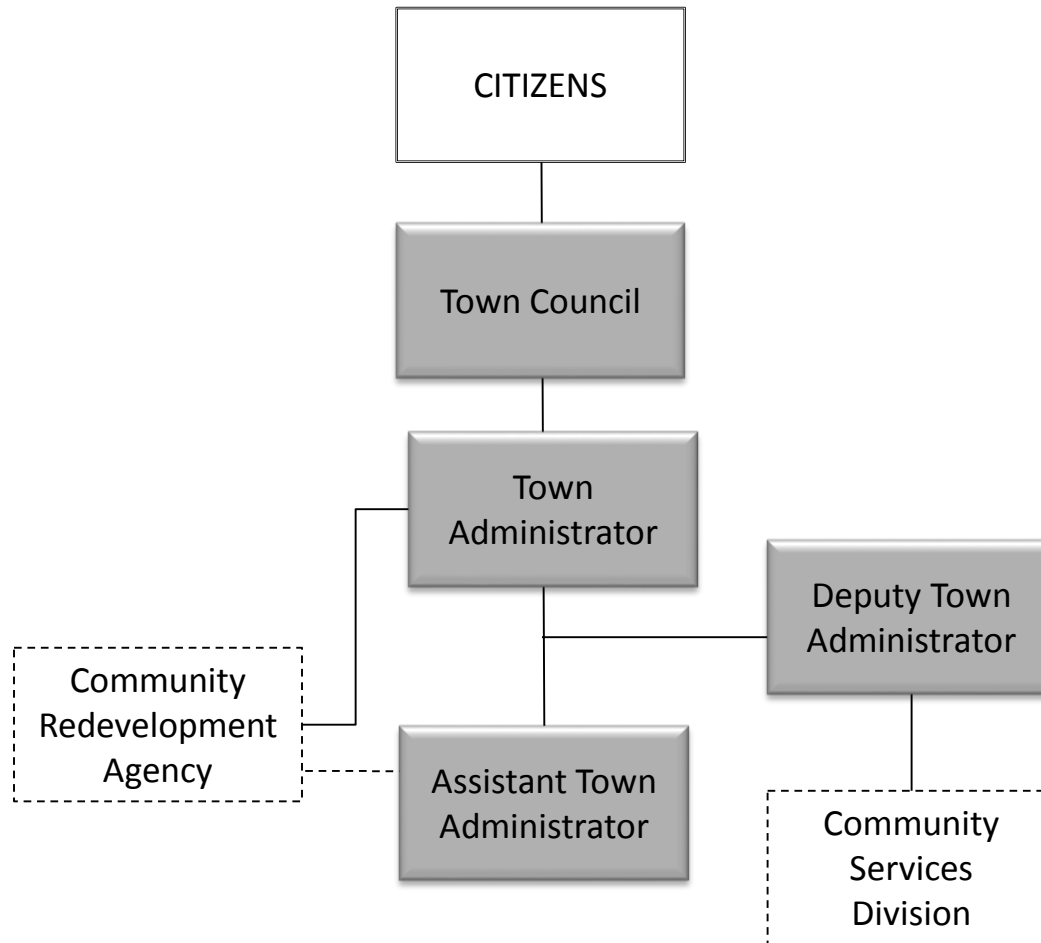 CITIZENS
Town Council
Town
Administrator
Deputy Town
Administrator
Community
Redevelopment
Agency
Assistant Town
Administrator
Community
Services
Division